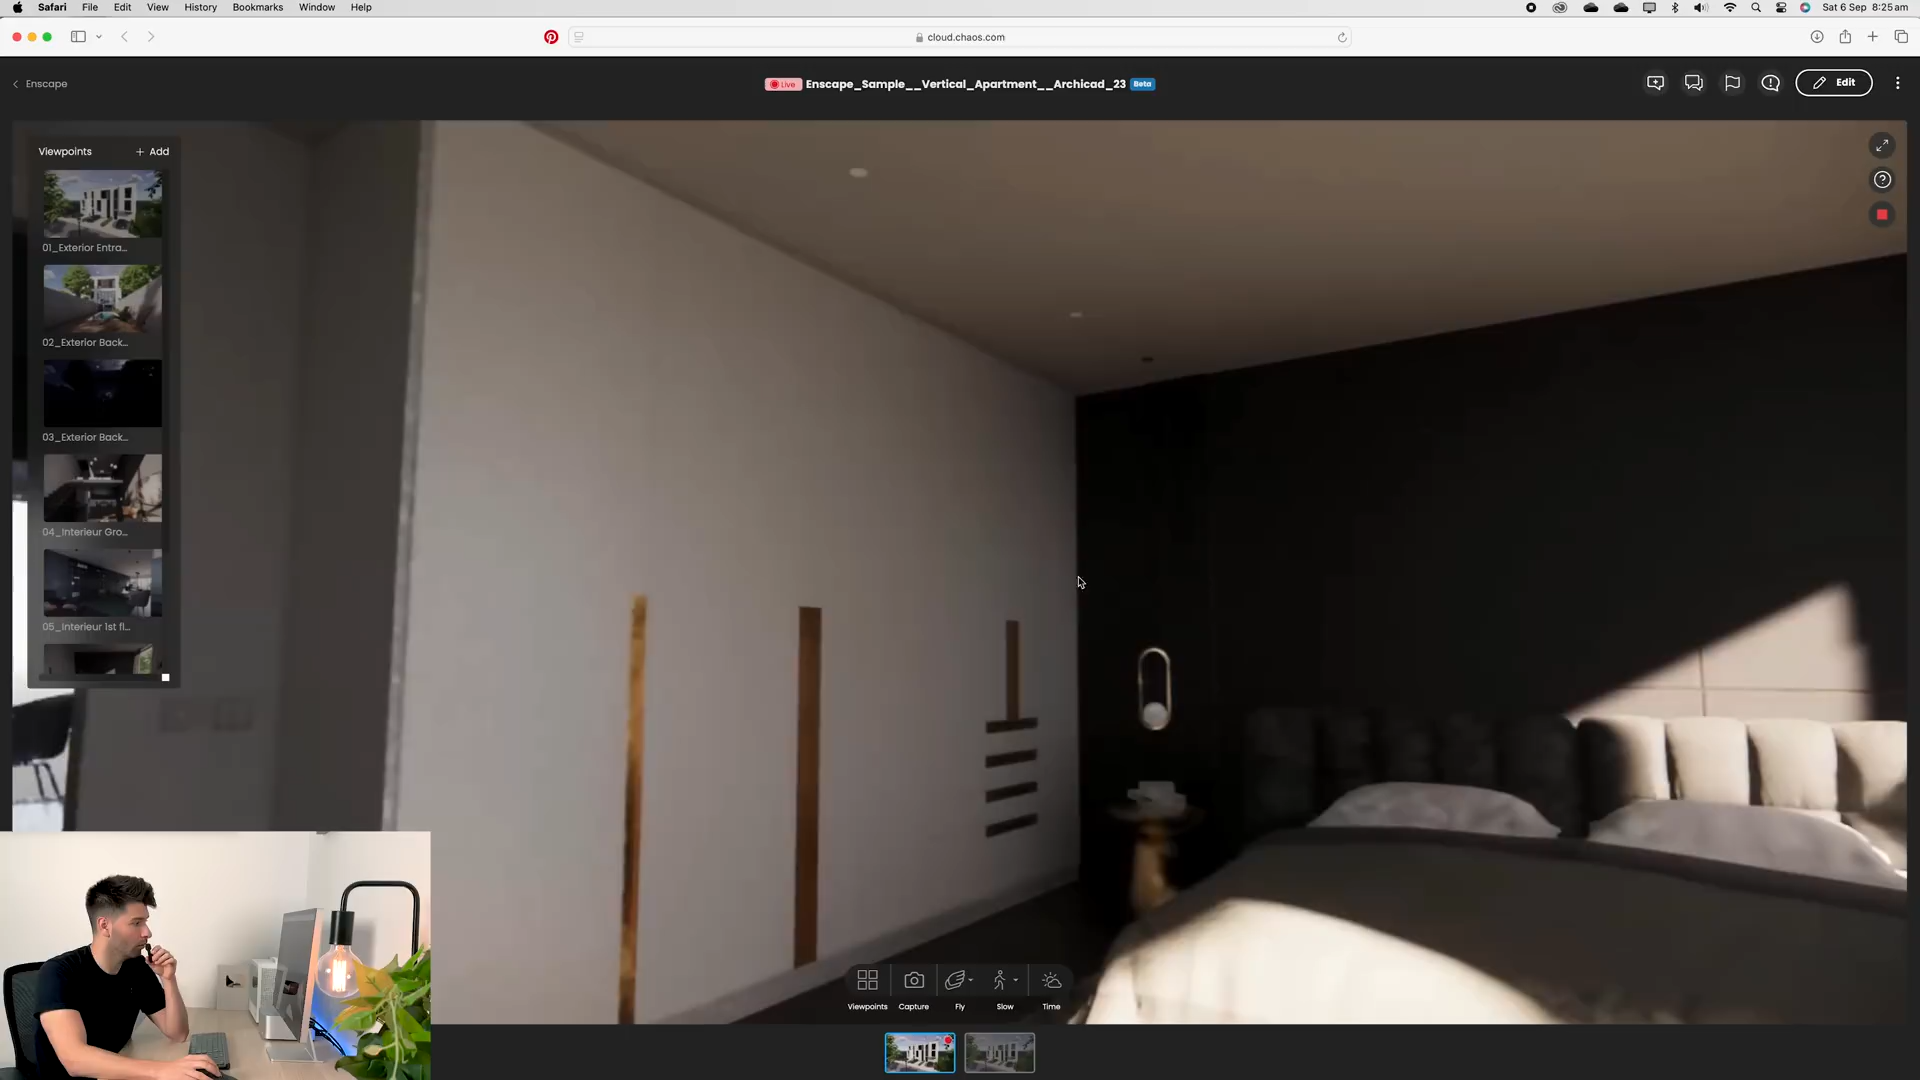 Safari File Edit View History Bookmarks Window Help Sat 6 Sep 8:25 am
cloud.chaos.com
Enscape Live Enscape_Sample__Vertical_Apartment__Archicad_23 Beta Edit
Viewpoints + Add
01_Exterior Entra...
02_Exterior Back...
03_Exterior Back...
04_Interieur Gro...
05_Interieur 1st fl...
Viewpoints Capture Fly Slow Time